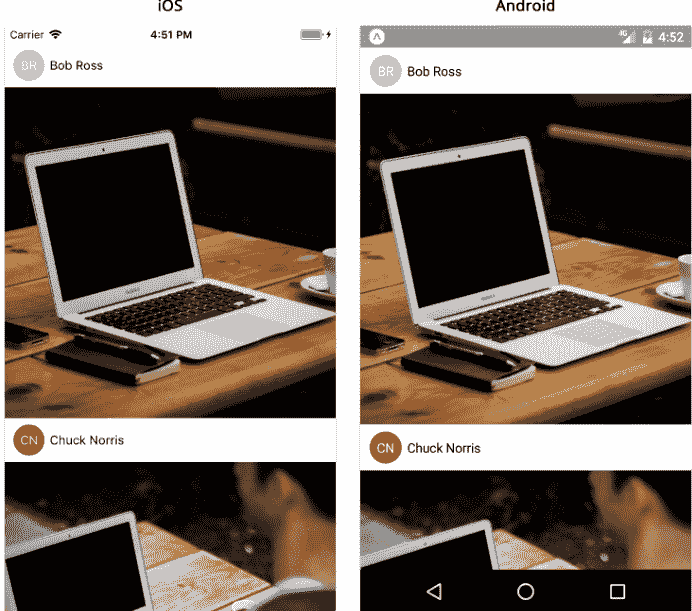 iOS
Carrier 4:51 PM
BR Bob Ross
CN Chuck Norris
Android
4G 4:52
BR Bob Ross
CN Chuck Norris